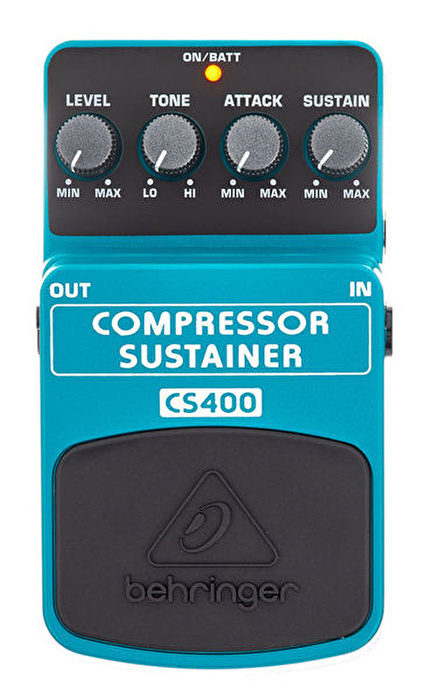 ON/BATT
LEVEL TONE ATTACK SUSTAIN
MIN MAX LO HI MIN MAX MIN MAX
OUT IN
COMPRESSOR
SUSTAINER
CS400
behringer